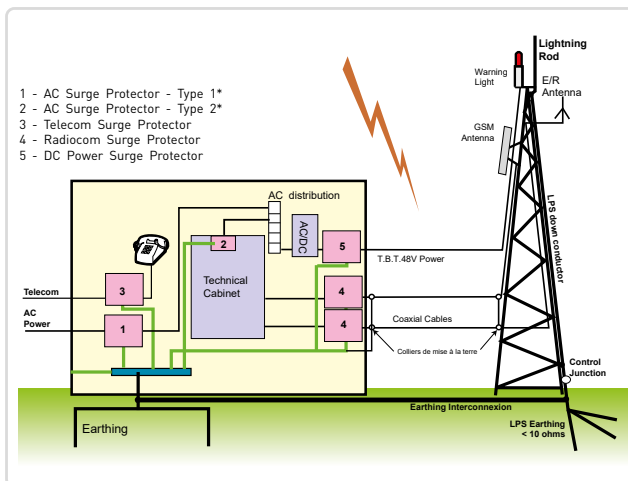 1 - AC Surge Protector - Type 1*
2 - AC Surge Protector - Type 2*
3 - Telecom Surge Protector
4 - Radiocom Surge Protector
5 - DC Power Surge Protector
Lightning
Rod
Warning
Light
E/R
Antenna
GSM
Antenna
LPS down conductor
AC distribution
AC/DC
2
5
T.B.T.48V Power
Technical
Cabinet
Telecom
3
4
AC
Power
1
4
Coaxial Cables
Colliers de mise à la terre
Control
Junction
Earthing Interconnexion
Earthing
LPS Earthing
< 10 ohms